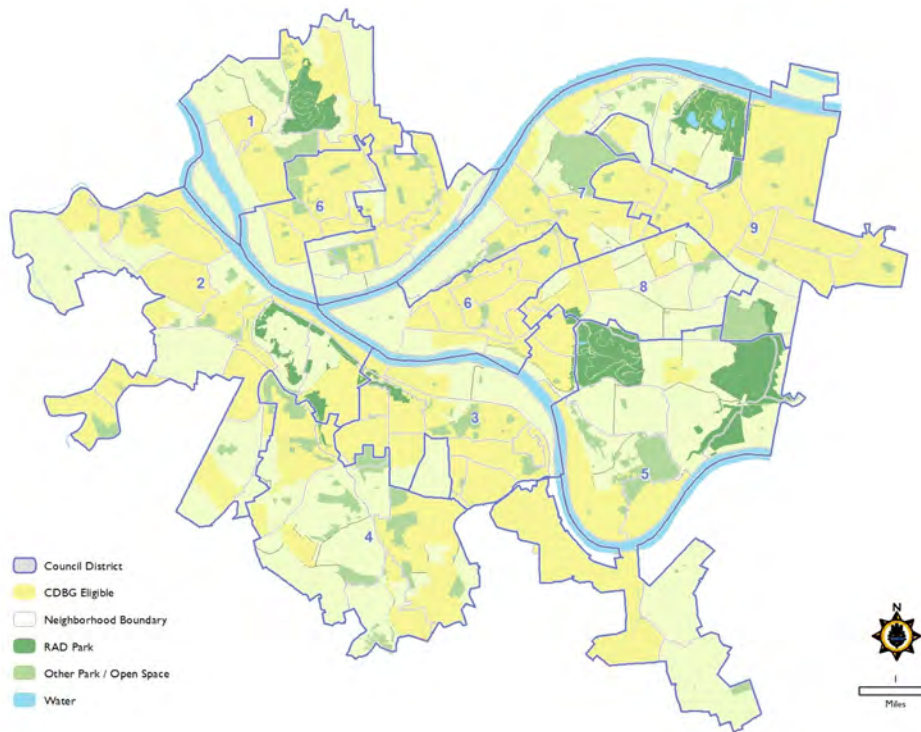 1
6
7
9
2
6
8
3
5
4
Council District
CDBG Eligible
Neighborhood Boundary
RAD Park
Other Park / Open Space
Water
N
1
Miles